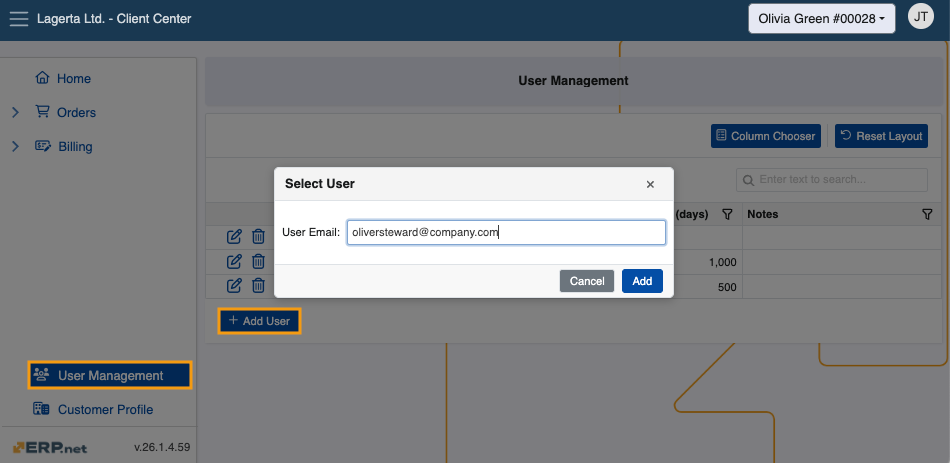 Lagerta Ltd. - Client Center
Olivia Green #00028
JT
Home
Orders
Billing
User Management
Column Chooser
Reset Layout
Enter text to search...
(days)
Notes
1,000
500
Select User
×
User Email:
oliversteward@company.com
Cancel
Add
+ Add User
User Management
Customer Profile
ERP.net
v.26.1.4.59